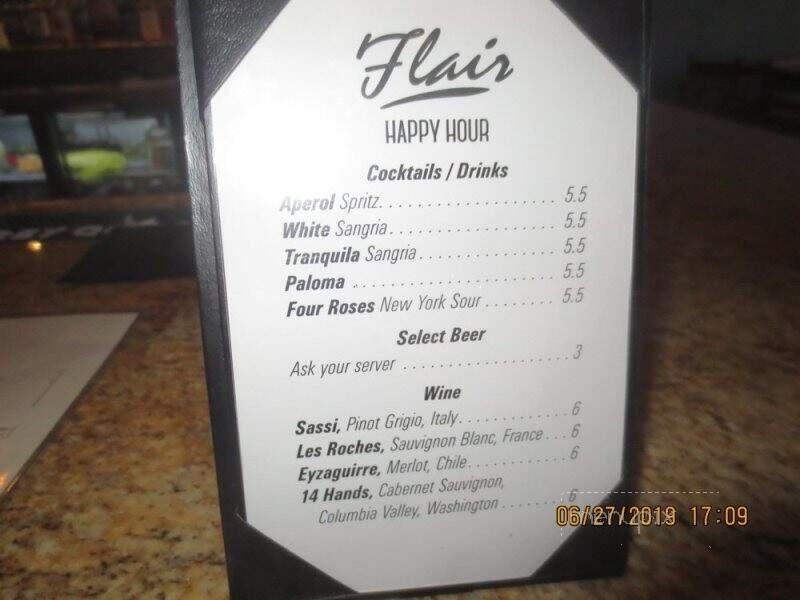 Flair
HAPPY HOUR
Cocktails / Drinks
Aperol Spritz. . . . . . . . . . . . . . . . . . . 5.5
White Sangria. . . . . . . . . . . . . . . . . . 5.5
Tranquila Sangria . . . . . . . . . . . . . . . 5.5
Paloma . . . . . . . . . . . . . . . . . . . . . . 5.5
Four Roses New York Sour . . . . . . . . 5.5
Select Beer
Ask your server . . . . . . . . . . . . . . . . . . 3
Wine
Sassi, Pinot Grigio, Italy. . . . . . . . . . . . 6
Les Roches, Sauvignon Blanc, France . . . 6
Eyzaguirre, Merlot, Chile. . . . . . . . . . . . 6
14 Hands, Cabernet Sauvignon,
Columbia Valley, Washington . . . . . . . . 6
06/27/2019 17:09